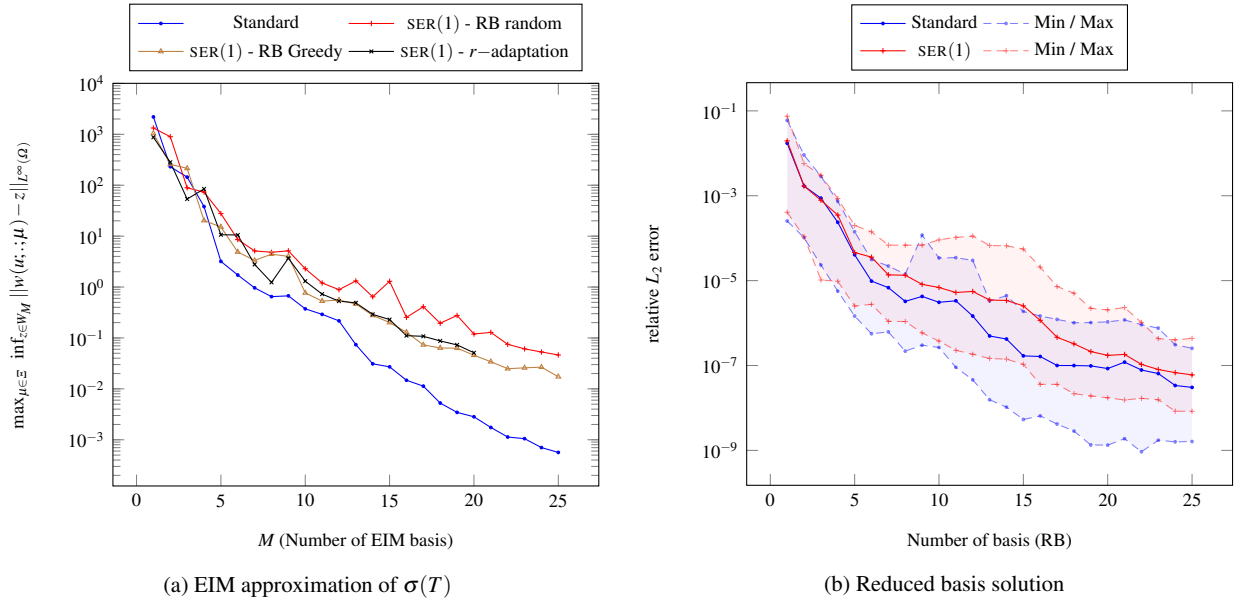 Standard
SER(1) - RB random
SER(1) - RB Greedy
SER(1) - r−adaptation
10^4
10^3
10^2
10^1
10^0
10^−1
10^−2
10^−3
max_{μ∈Ξ} inf_{z∈W_M} ||w(u;.;μ) − z||_{L^∞(Ω)}
0 5 10 15 20 25
M (Number of EIM basis)
(a) EIM approximation of σ(T)
Standard
Min / Max
SER(1)
Min / Max
10^−1
10^−3
10^−5
10^−7
10^−9
relative L_2 error
0 5 10 15 20 25
Number of basis (RB)
(b) Reduced basis solution